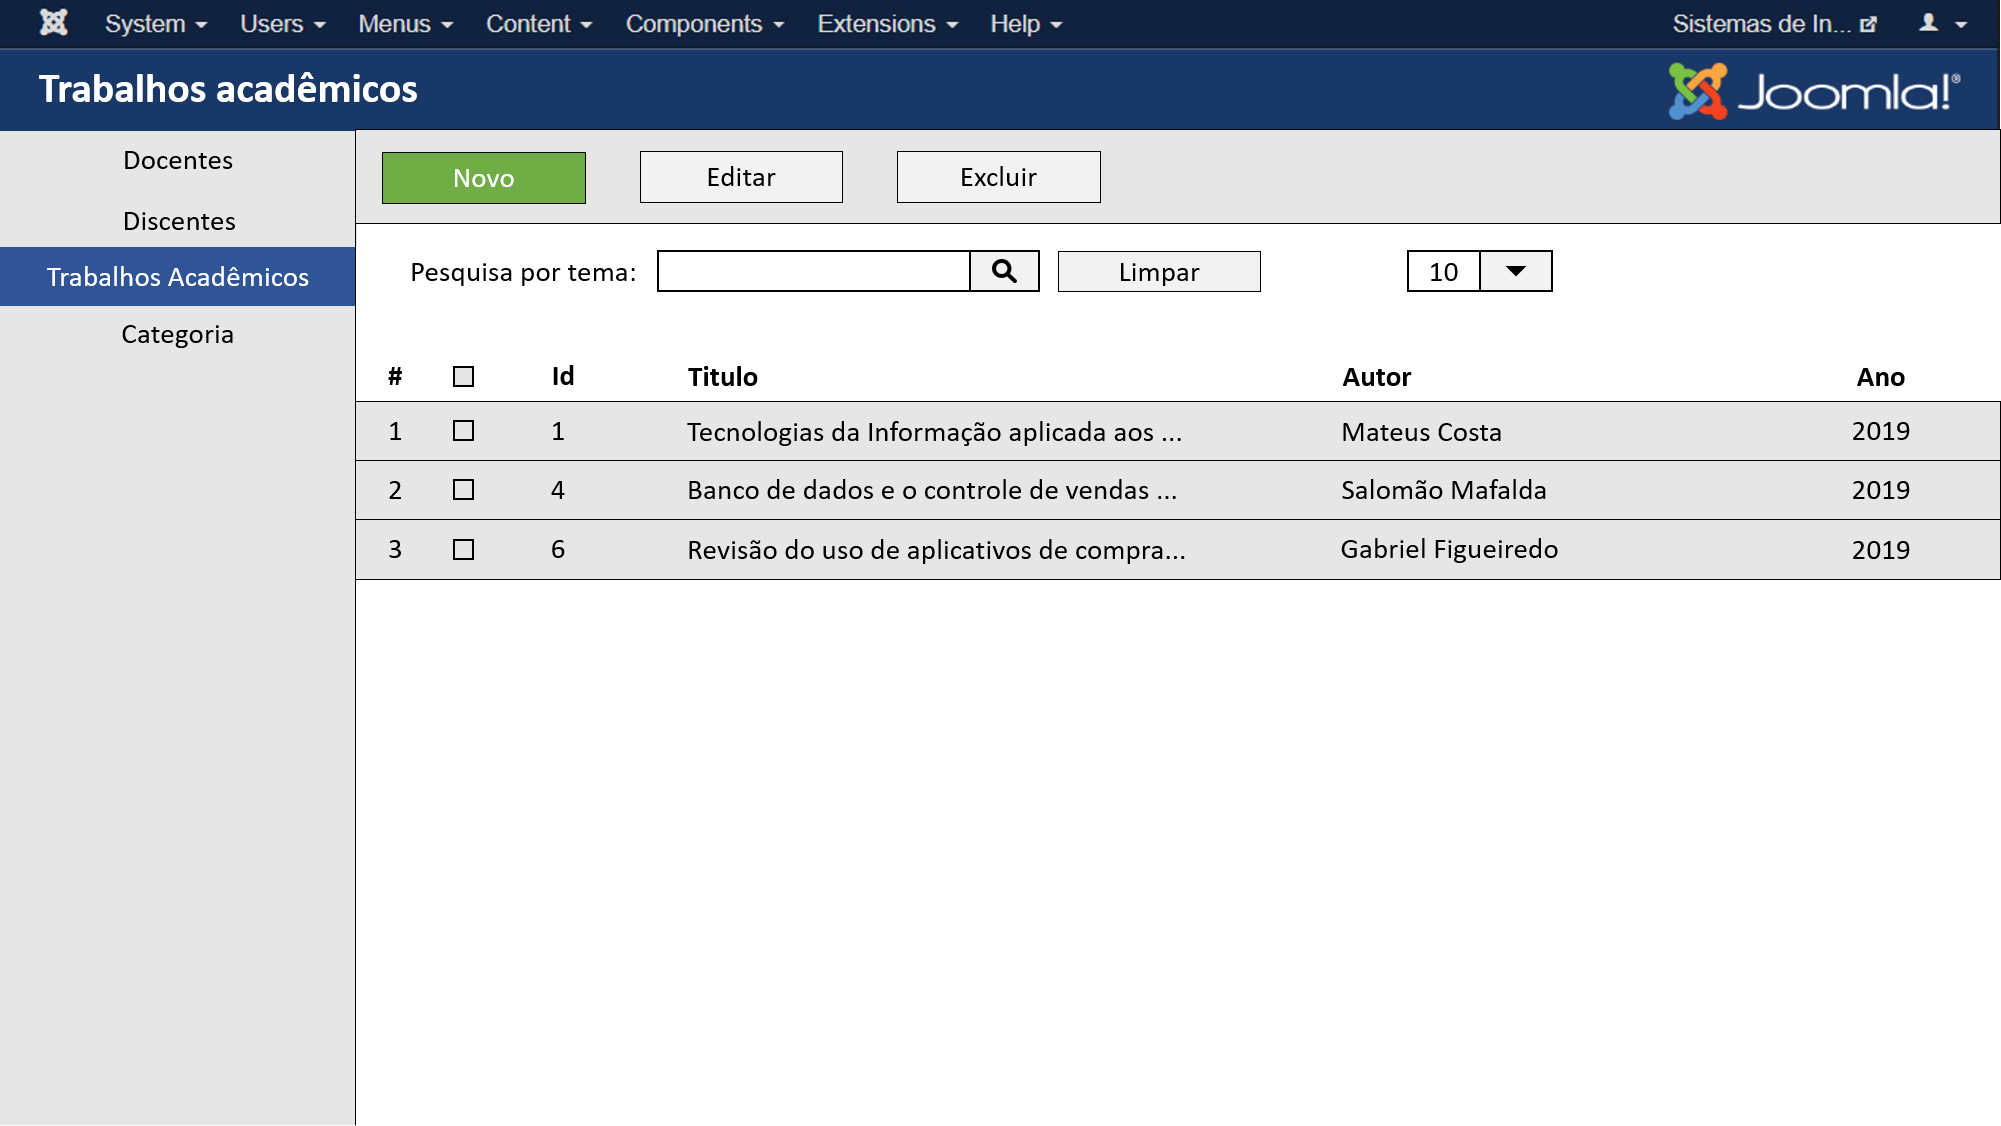 System Users Menus Content Components Extensions Help Sistemas de In...
Trabalhos acadêmicos Joomla!®
Docentes
Discentes
Trabalhos Acadêmicos
Categoria
Novo Editar Excluir
Pesquisa por tema: Limpar 10
# Id Titulo Autor Ano
1 1 Tecnologias da Informação aplicada aos ... Mateus Costa 2019
2 4 Banco de dados e o controle de vendas ... Salomão Mafalda 2019
3 6 Revisão do uso de aplicativos de compra... Gabriel Figueiredo 2019